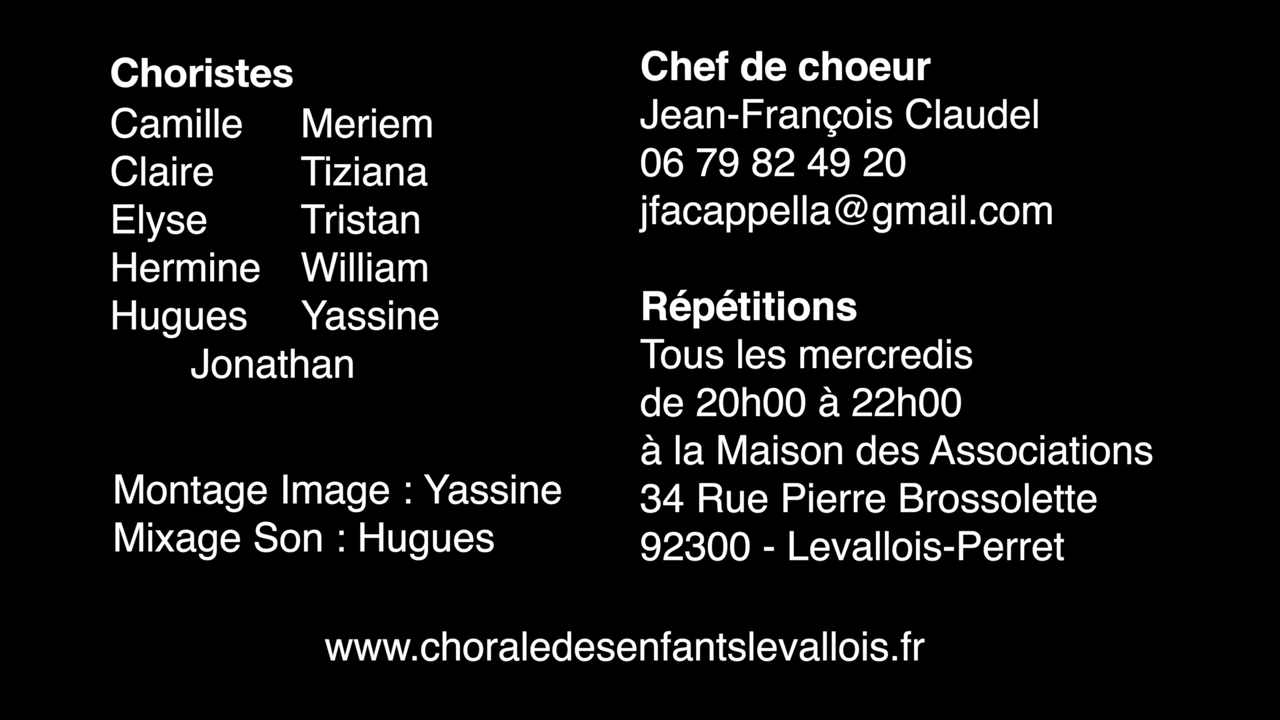 Choristes
Camille Meriem
Claire Tiziana
Elyse Tristan
Hermine William
Hugues Yassine
Jonathan
Montage Image : Yassine
Mixage Son : Hugues
Chef de choeur
Jean-François Claudel
06 79 82 49 20
jfacappella@gmail.com
Répétitions
Tous les mercredis
de 20h00 à 22h00
à la Maison des Associations
34 Rue Pierre Brossolette
92300 - Levallois-Perret
www.choraledesenfantslevallois.fr